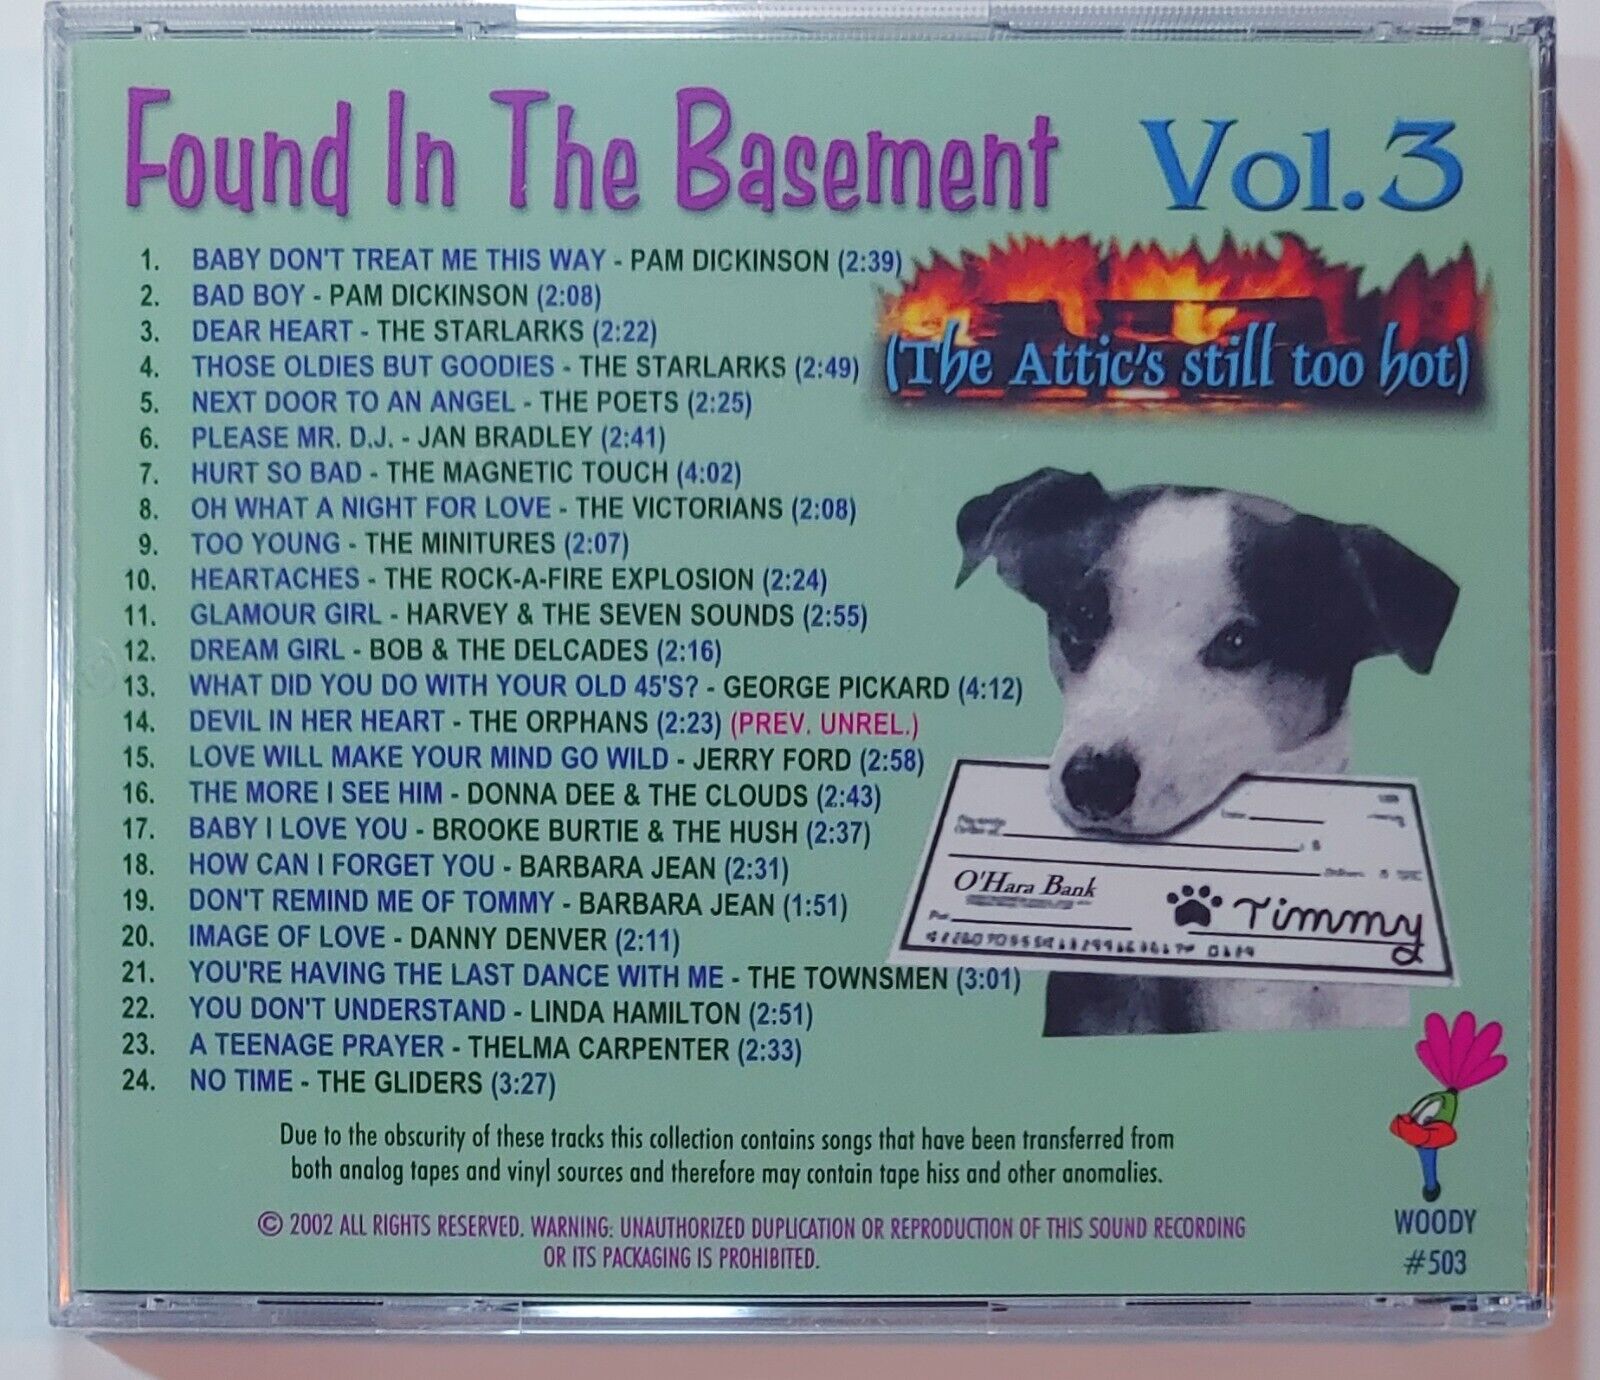 Found In The Basement Vol.3
(The Attic's still too hot)
1. BABY DON'T TREAT ME THIS WAY - PAM DICKINSON (2:39)
2. BAD BOY - PAM DICKINSON (2:08)
3. DEAR HEART - THE STARLARKS (2:22)
4. THOSE OLDIES BUT GOODIES - THE STARLARKS (2:49)
5. NEXT DOOR TO AN ANGEL - THE POETS (2:25)
6. PLEASE MR. D.J. - JAN BRADLEY (2:41)
7. HURT SO BAD - THE MAGNETIC TOUCH (4:02)
8. OH WHAT A NIGHT FOR LOVE - THE VICTORIANS (2:08)
9. TOO YOUNG - THE MINITURES (2:07)
10. HEARTACHES - THE ROCK-A-FIRE EXPLOSION (2:24)
11. GLAMOUR GIRL - HARVEY & THE SEVEN SOUNDS (2:55)
12. DREAM GIRL - BOB & THE DELCADES (2:16)
13. WHAT DID YOU DO WITH YOUR OLD 45'S? - GEORGE PICKARD (4:12)
14. DEVIL IN HER HEART - THE ORPHANS (2:23) (PREV. UNREL.)
15. LOVE WILL MAKE YOUR MIND GO WILD - JERRY FORD (2:58)
16. THE MORE I SEE HIM - DONNA DEE & THE CLOUDS (2:43)
17. BABY I LOVE YOU - BROOKE BURTIE & THE HUSH (2:37)
18. HOW CAN I FORGET YOU - BARBARA JEAN (2:31)
19. DON'T REMIND ME OF TOMMY - BARBARA JEAN (1:51)
20. IMAGE OF LOVE - DANNY DENVER (2:11)
21. YOU'RE HAVING THE LAST DANCE WITH ME - THE TOWNSMEN (3:01)
22. YOU DON'T UNDERSTAND - LINDA HAMILTON (2:51)
23. A TEENAGE PRAYER - THELMA CARPENTER (2:33)
24. NO TIME - THE GLIDERS (3:27)
$
O'Hara Bank
For
Timmy
Due to the obscurity of these tracks this collection contains songs that have been transferred from
both analog tapes and vinyl sources and therefore may contain tape hiss and other anomalies.
© 2002 ALL RIGHTS RESERVED. WARNING: UNAUTHORIZED DUPLICATION OR REPRODUCTION OF THIS SOUND RECORDING
OR ITS PACKAGING IS PROHIBITED.
WOODY
#503